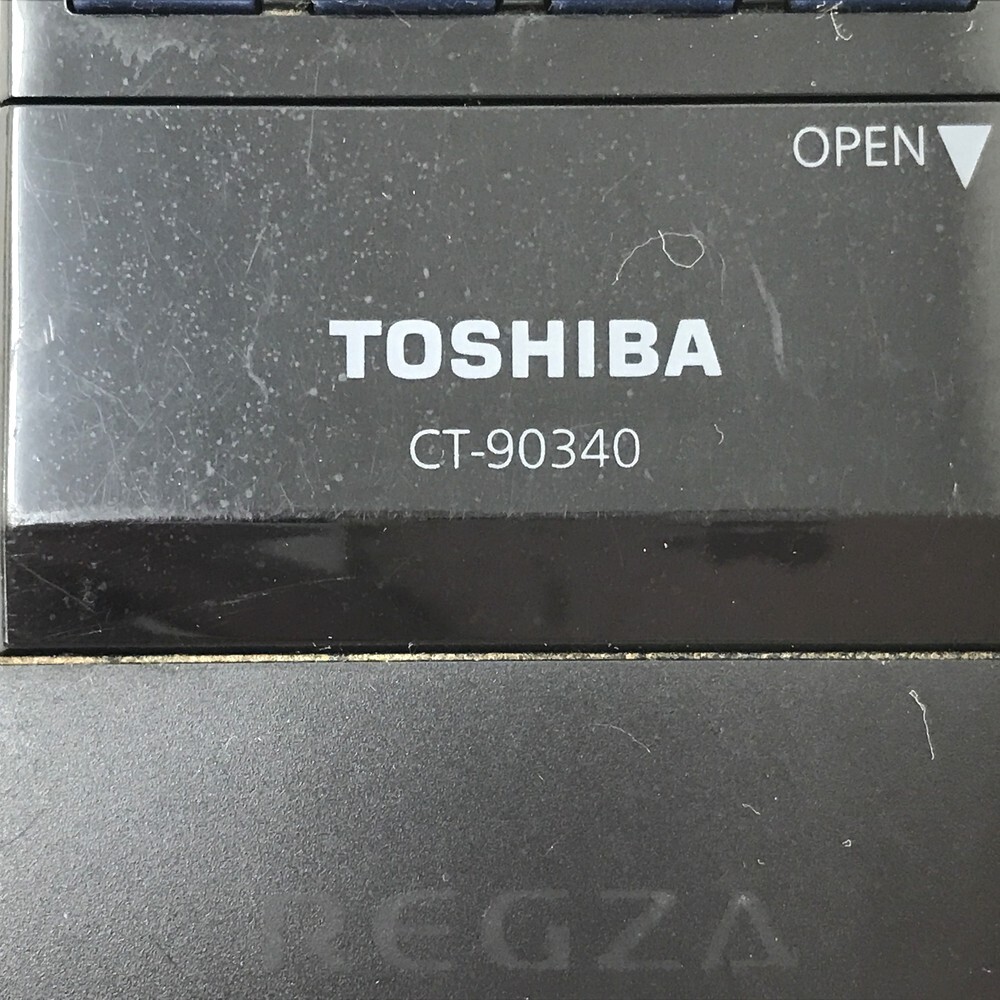 OPEN
TOSHIBA
CT-90340
REGZA